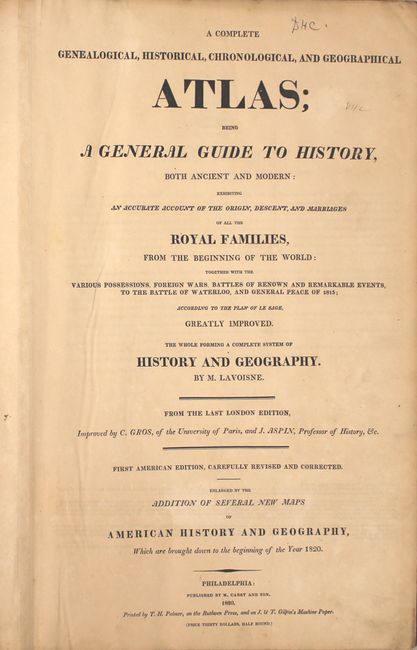 A COMPLETE
GENEALOGICAL, HISTORICAL, CHRONOLOGICAL, AND GEOGRAPHICAL
ATLAS;
BEING
A GENERAL GUIDE TO HISTORY,
BOTH ANCIENT AND MODERN:
EXHIBITING
AN ACCURATE ACCOUNT OF THE ORIGIN, DESCENT, AND MARRIAGES
OF ALL THE
ROYAL FAMILIES,
FROM THE BEGINNING OF THE WORLD:
TOGETHER WITH THE
VARIOUS POSSESSIONS, FOREIGN WARS, BATTLES OF RENOWN AND REMARKABLE EVENTS,
TO THE BATTLE OF WATERLOO, AND GENERAL PEACE OF 1815;
ACCORDING TO THE PLAN OF LE SAGE,
GREATLY IMPROVED.
THE WHOLE FORMING A COMPLETE SYSTEM OF
HISTORY AND GEOGRAPHY.
BY M. LAVOISNE.
FROM THE LAST LONDON EDITION,
Improved by C. GROS, of the University of Paris, and J. ASPIN, Professor of History, &c.
FIRST AMERICAN EDITION, CAREFULLY REVISED AND CORRECTED.
ENLARGED BY THE
ADDITION OF SEVERAL NEW MAPS
OF
AMERICAN HISTORY AND GEOGRAPHY,
Which are brought down to the beginning of the Year 1820.
PHILADELPHIA:
PUBLISHED BY M. CAREY AND SON.
1820.
Printed by T. H. Palmer, on the Ruthven Press, and on J. & T. Gilpin's Machine Paper.
(PRICE THIRTY DOLLARS, HALF BOUND.)